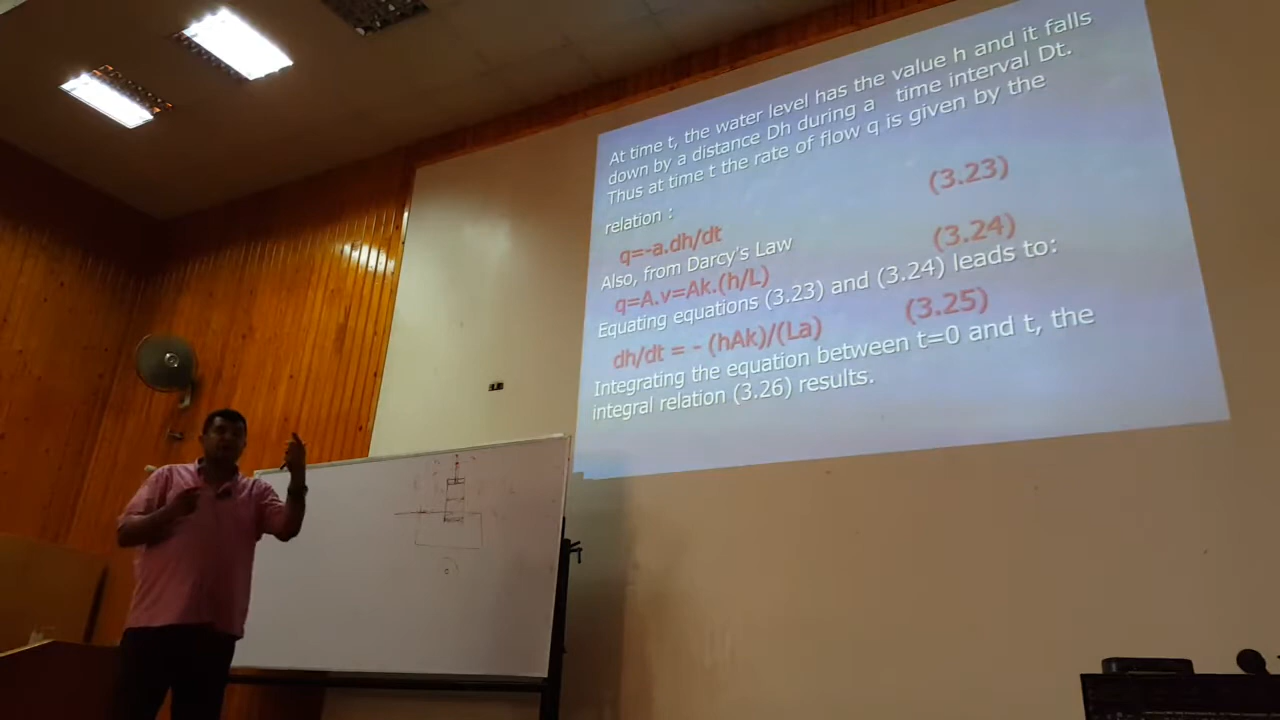 At time t, the water level has the value h and it falls
down by a distance Dh during a time interval Dt.
Thus at time t the rate of flow q is given by the
relation :
(3.23)
q=-a.dh/dt
Also, from Darcy's Law
(3.24)
q=A.v=Ak.(h/L)
Equating equations (3.23) and (3.24) leads to:
dh/dt = - (hAk)/(La) (3.25)
Integrating the equation between t=0 and t, the
integral relation (3.26) results.